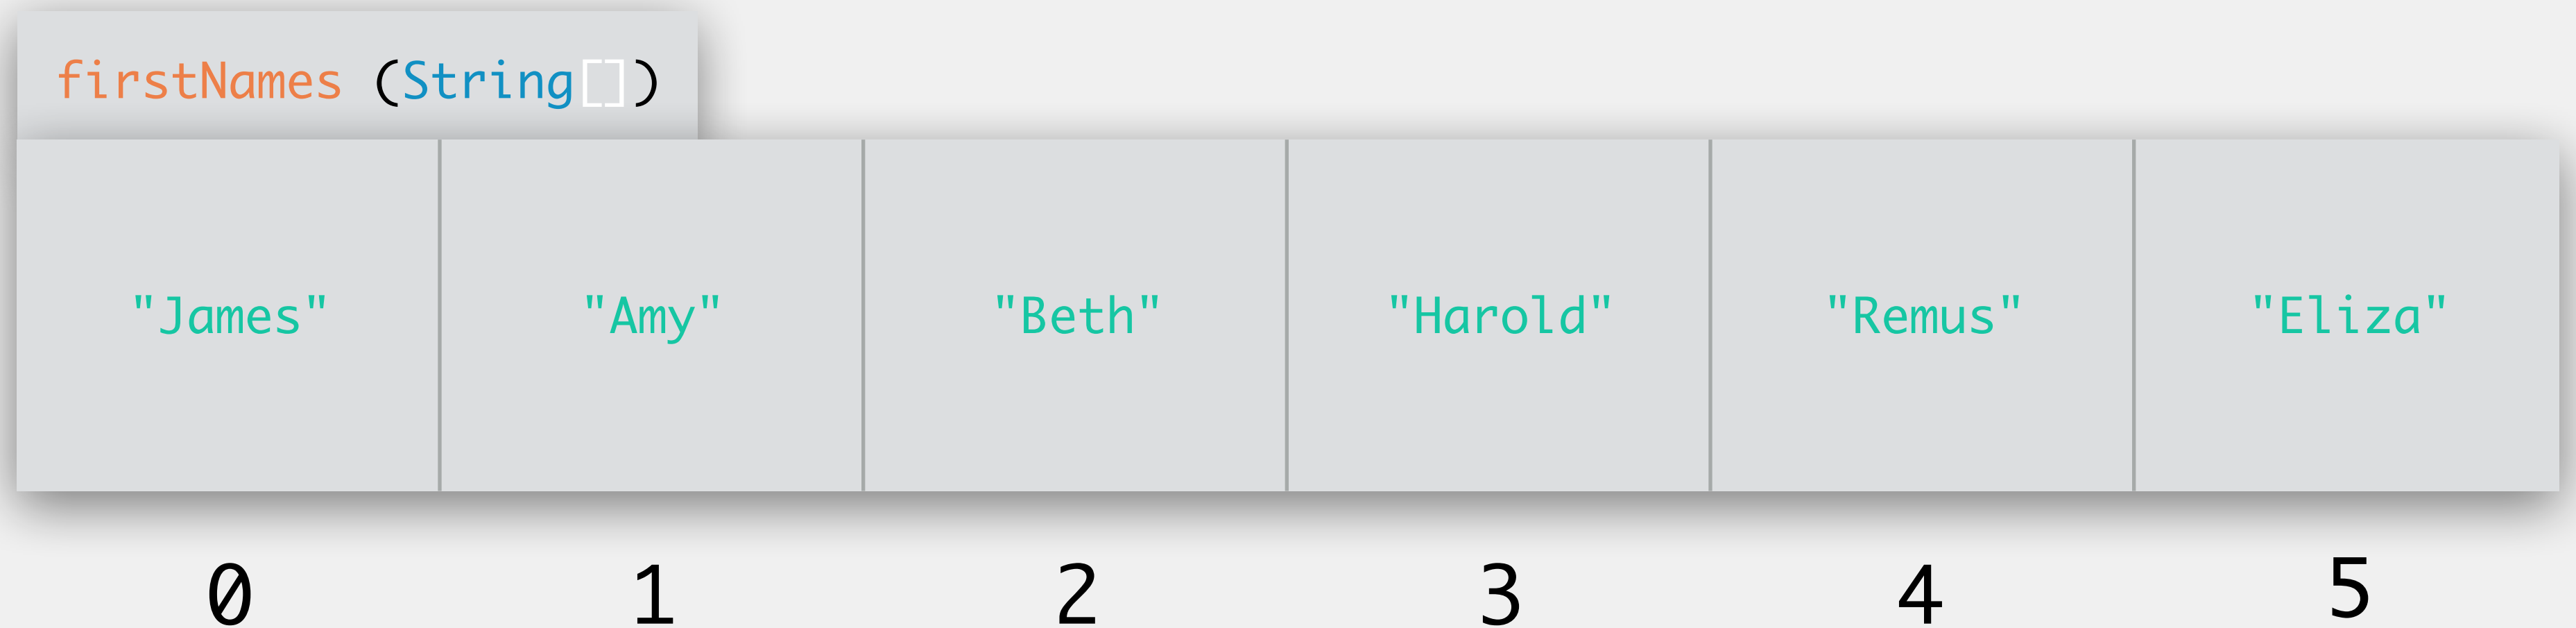 firstNames (String[])
"James" "Amy" "Beth" "Harold" "Remus" "Eliza"
0 1 2 3 4 5